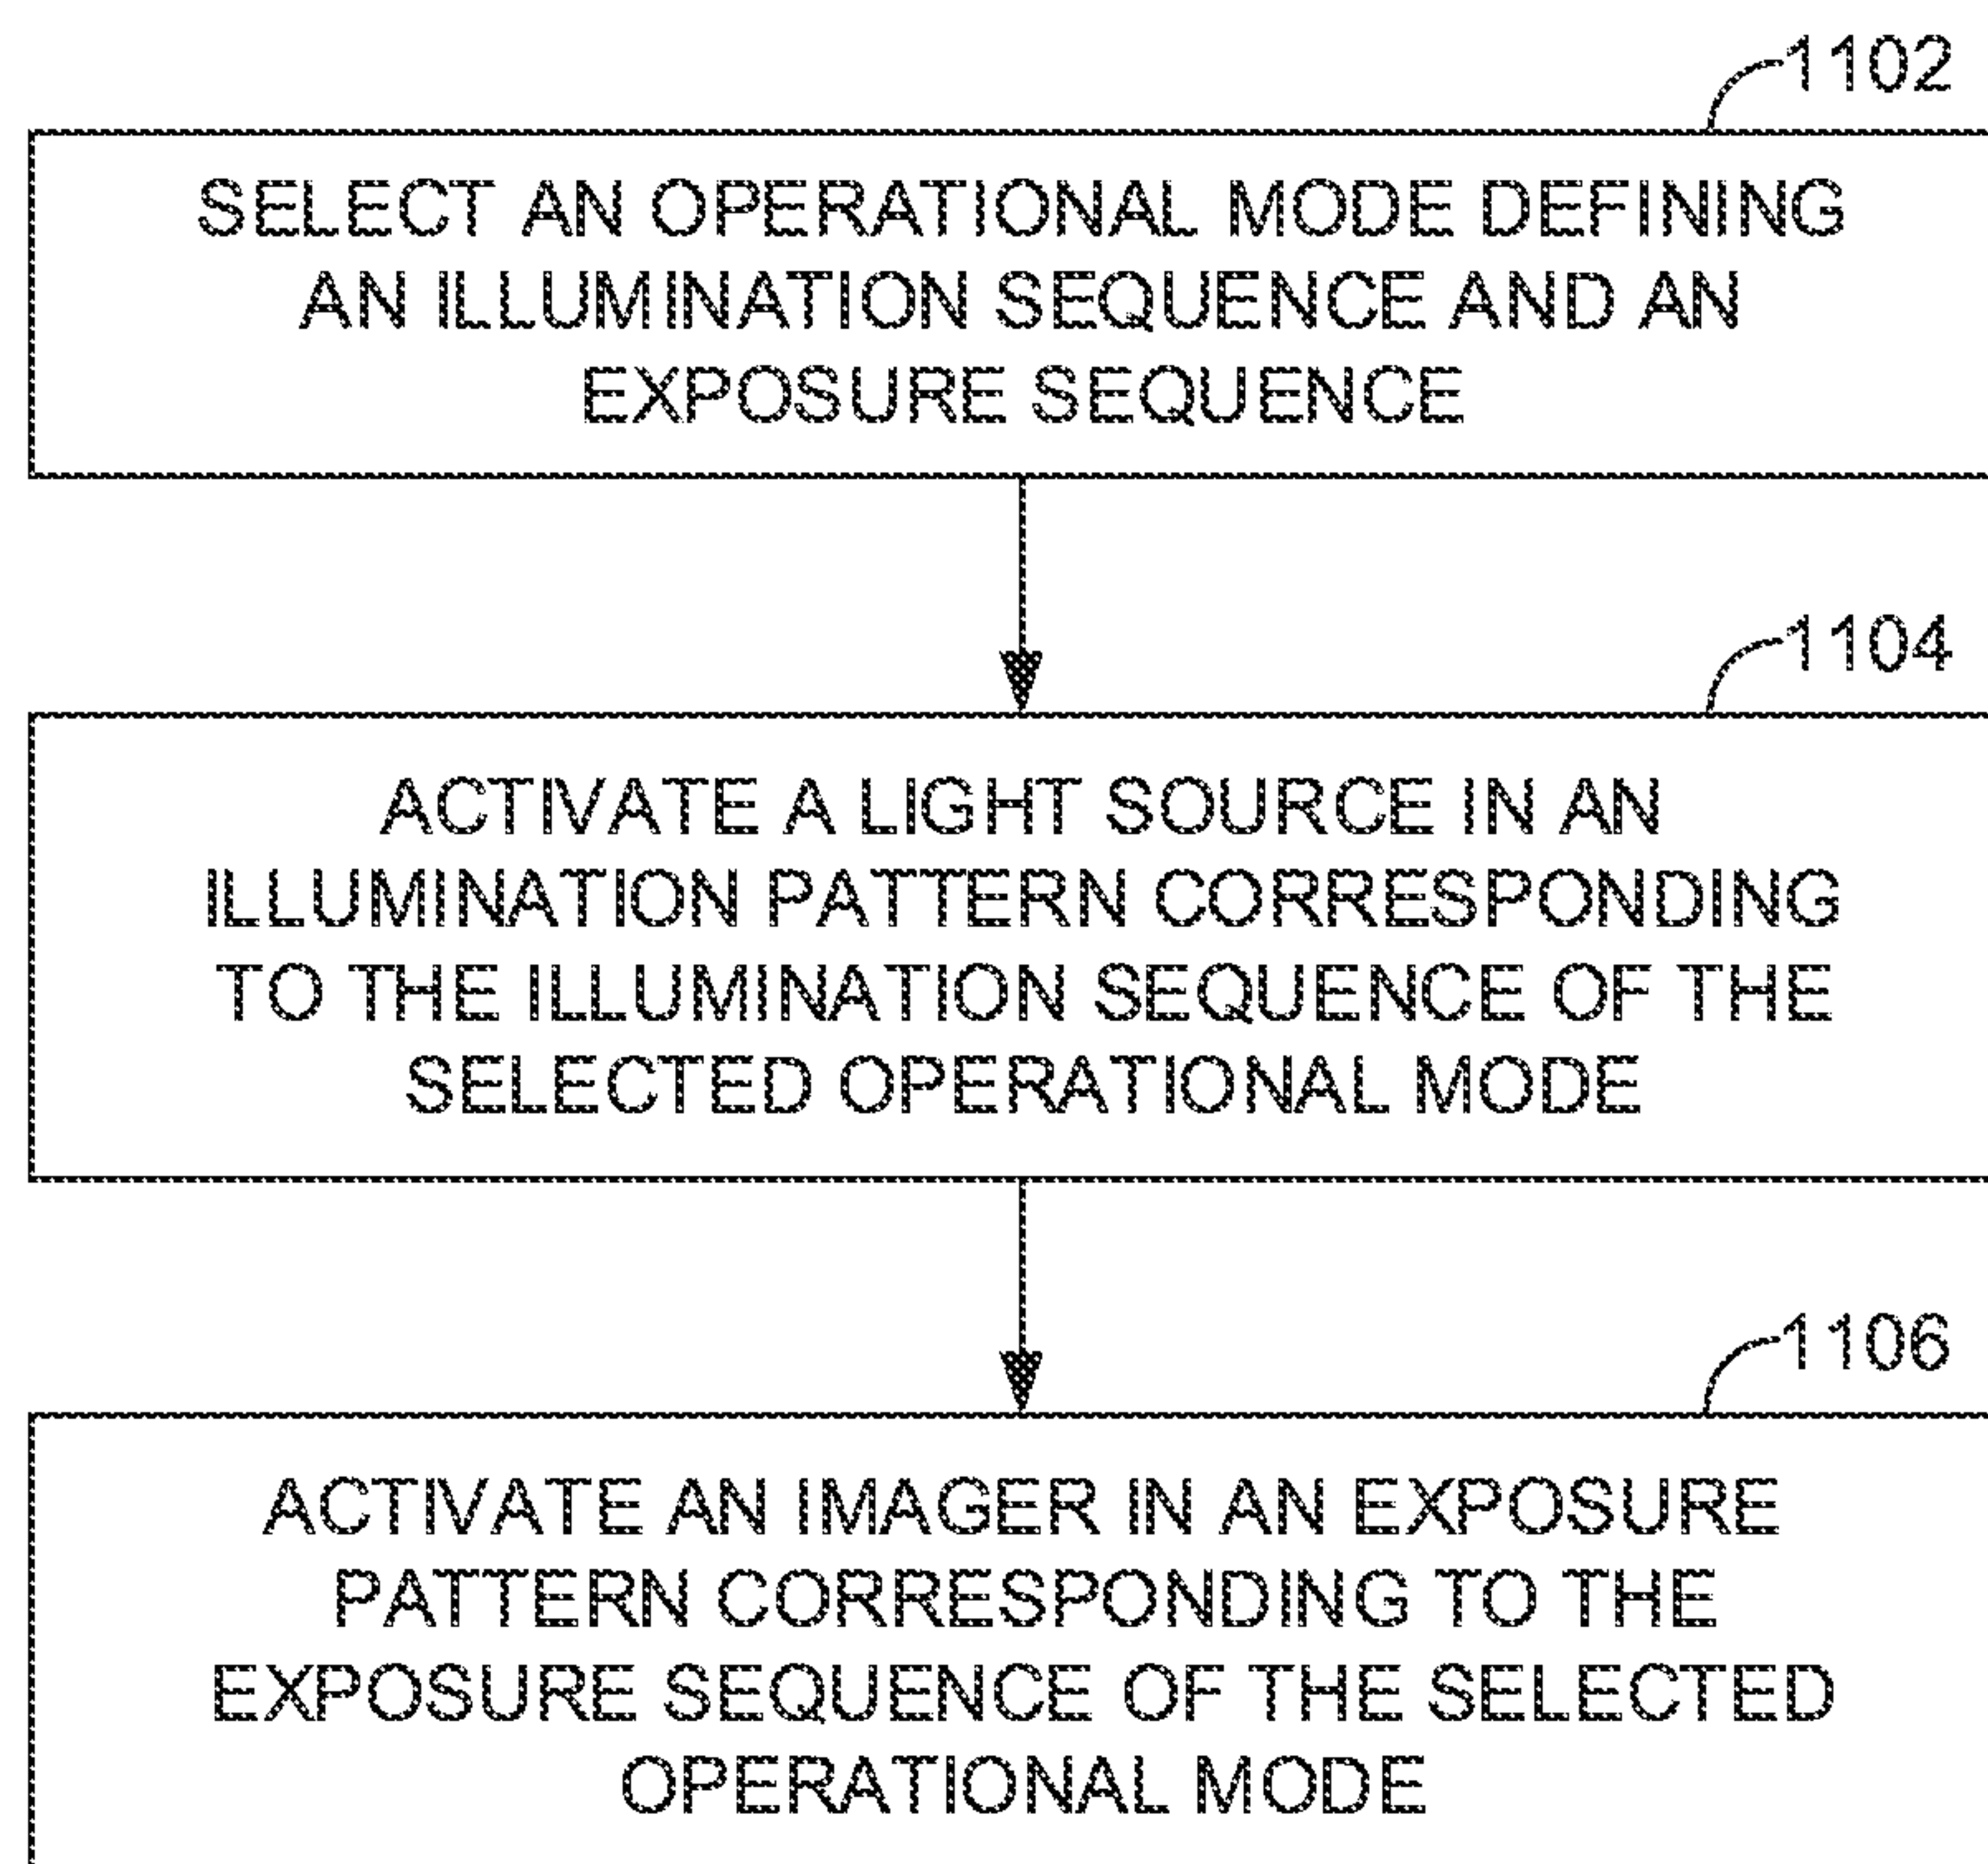 1102
SELECT AN OPERATIONAL MODE DEFINING
AN ILLUMINATION SEQUENCE AND AN
EXPOSURE SEQUENCE
1104
ACTIVATE A LIGHT SOURCE IN AN
ILLUMINATION PATTERN CORRESPONDING
TO THE ILLUMINATION SEQUENCE OF THE
SELECTED OPERATIONAL MODE
1106
ACTIVATE AN IMAGER IN AN EXPOSURE
PATTERN CORRESPONDING TO THE
EXPOSURE SEQUENCE OF THE SELECTED
OPERATIONAL MODE